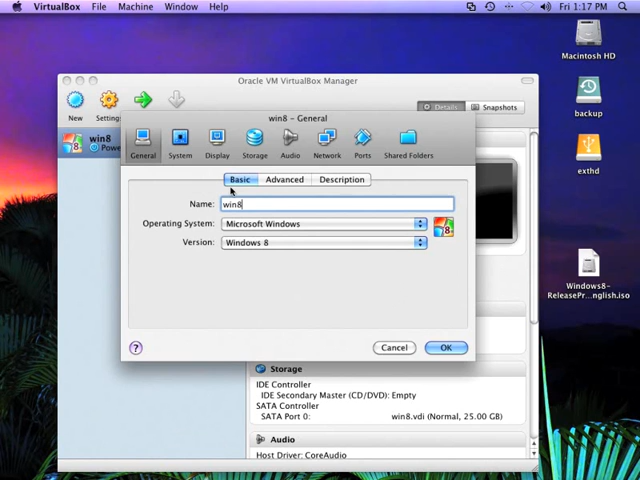 VirtualBox File Machine Window Help
Fri 1:17 PM
Macintosh HD
backup
exthd
Windows8-
ReleasePr...nglish.iso
Oracle VM VirtualBox Manager
New
Details
Snapshots
win8
win8 – General
General System Display Storage Audio Network Ports Shared Folders
Basic Advanced Description
Name: win8
Operating System: Microsoft Windows
Version: Windows 8
? Cancel OK
Storage
IDE Controller
IDE Secondary Master (CD/DVD): Empty
SATA Controller
SATA Port 0: win8.vdi (Normal, 25.00 GB)
Audio
Host Driver: CoreAudio